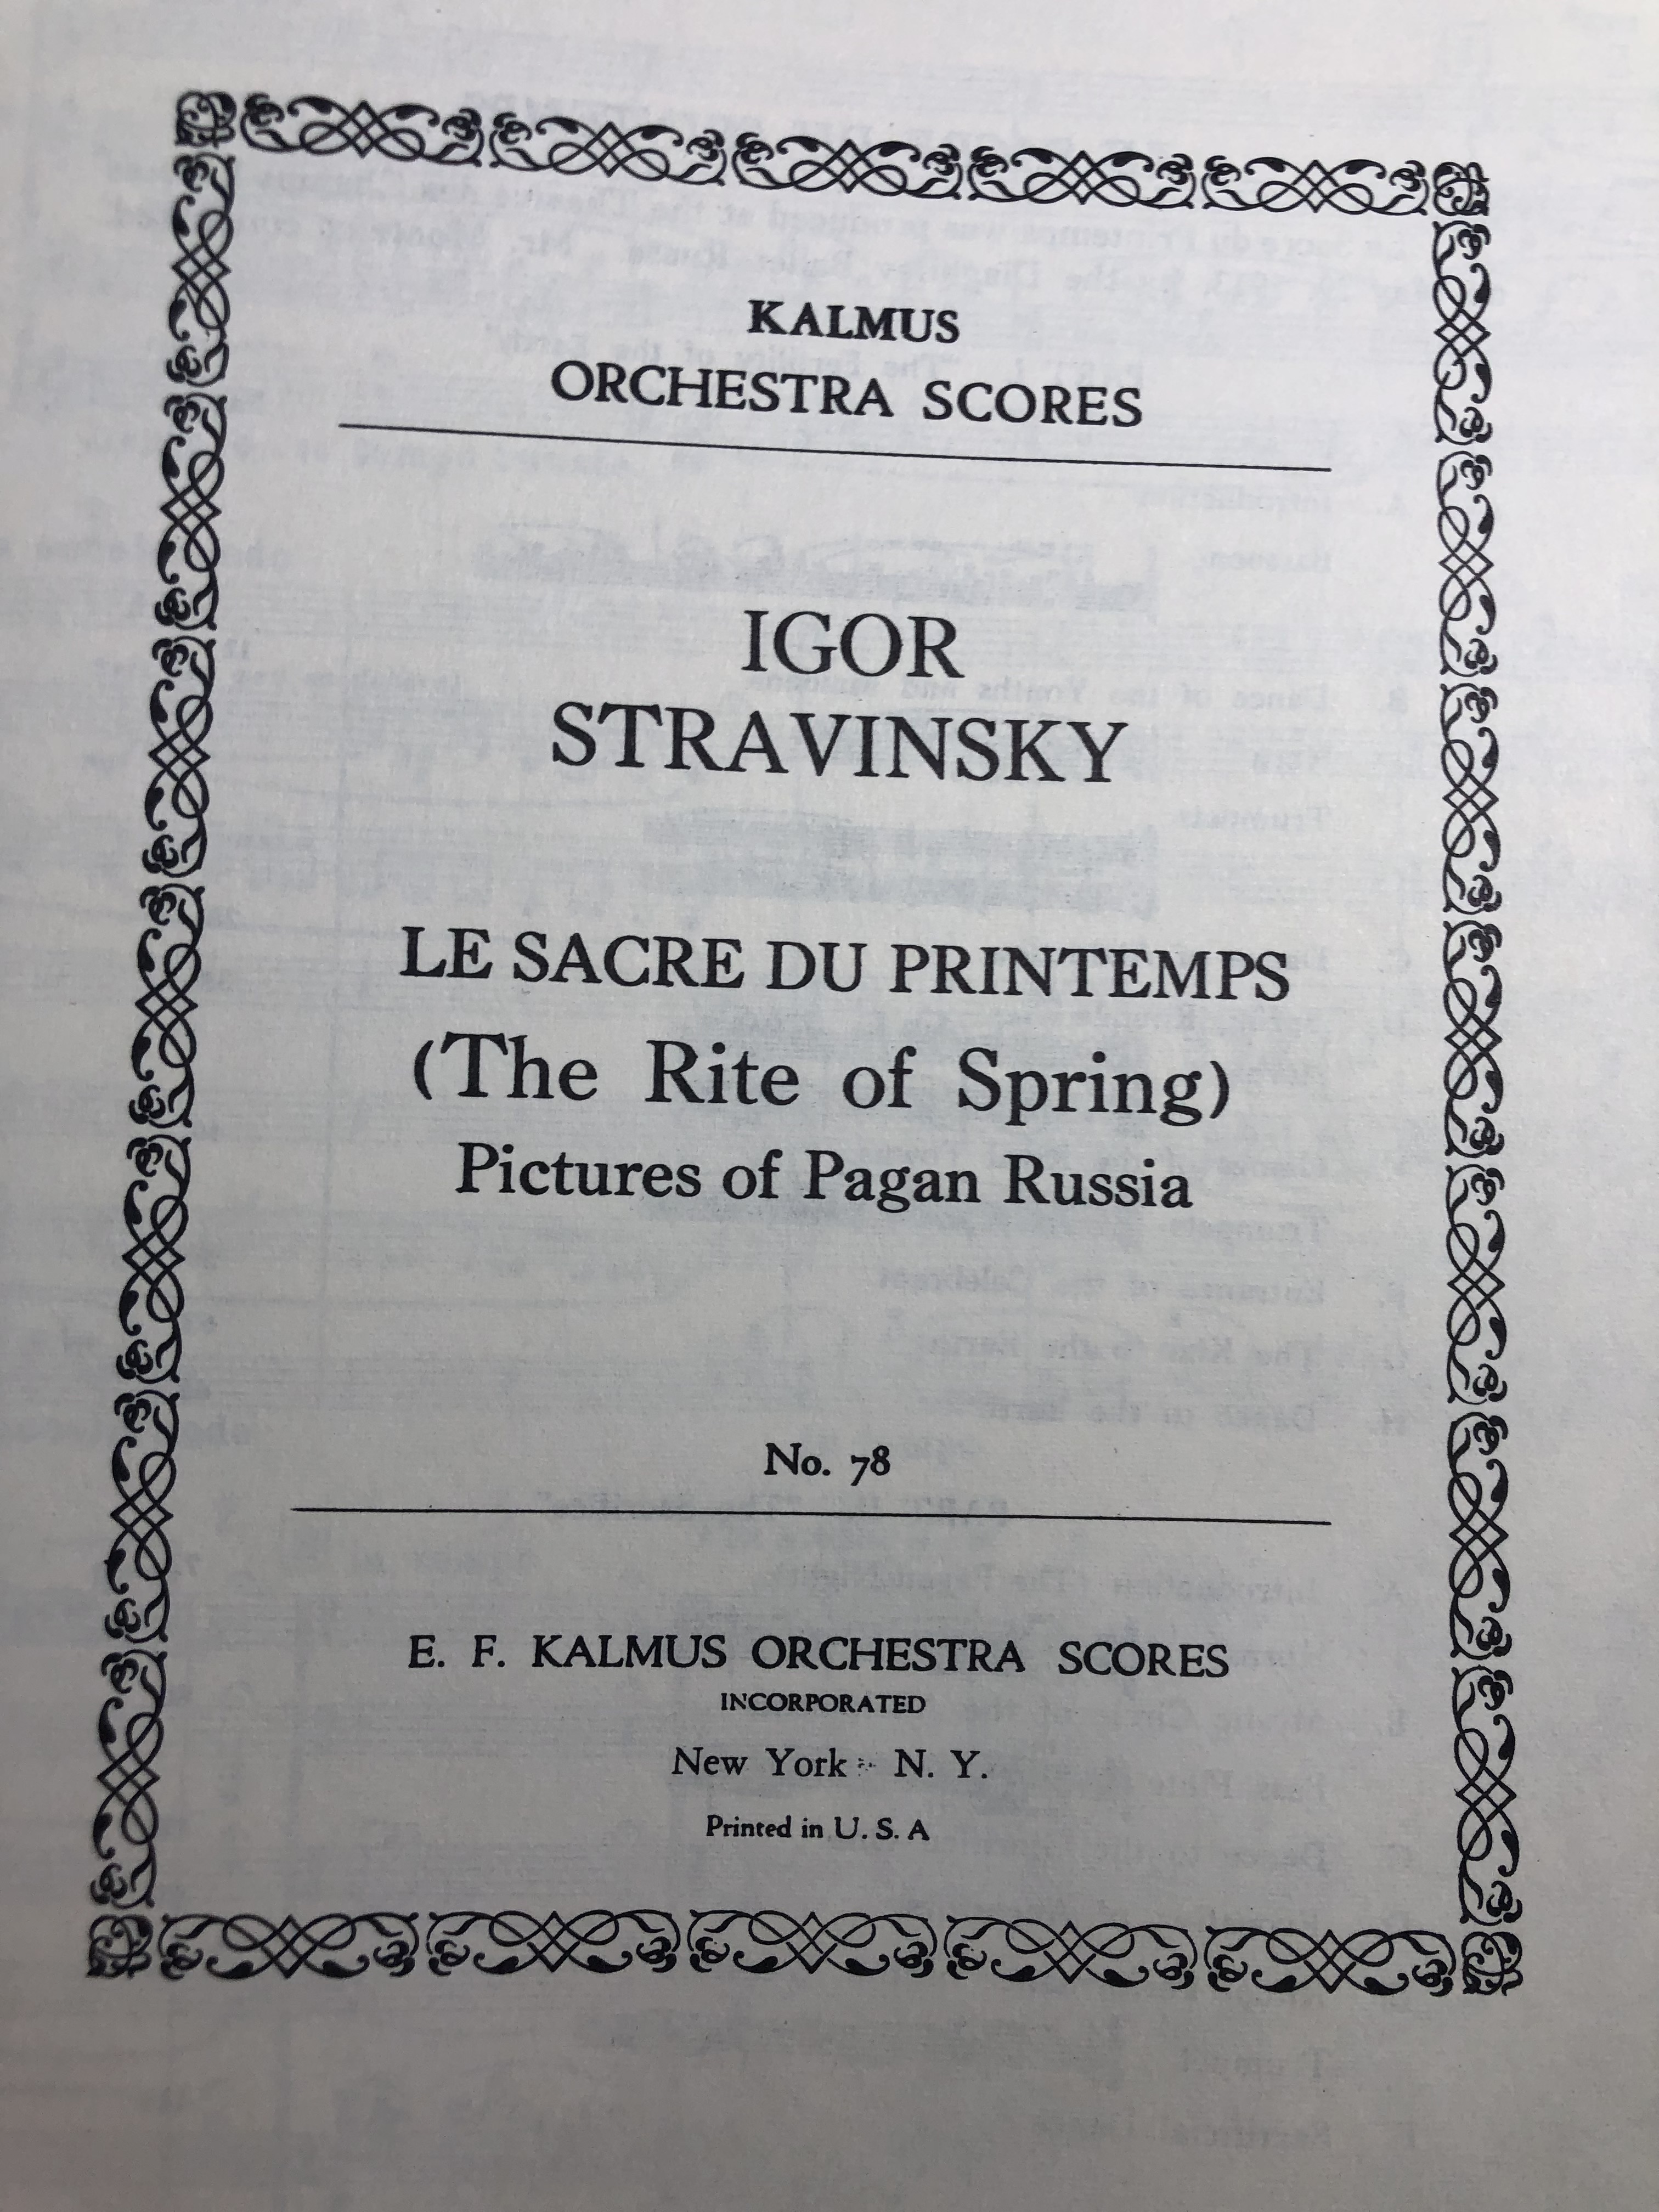 KALMUS
ORCHESTRA SCORES
IGOR
STRAVINSKY
LE SACRE DU PRINTEMPS
(The Rite of Spring)
Pictures of Pagan Russia
No. 78
E. F. KALMUS ORCHESTRA SCORES
INCORPORATED
New York N. Y.
Printed in U. S. A